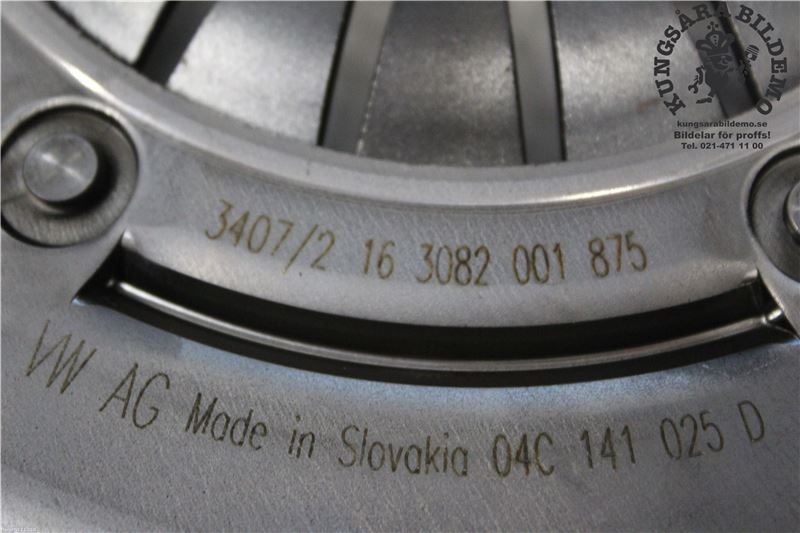 KUNGSÅRA BILDEMO
kungsarabildemo.se
Bildelar för proffs!
Tel. 021-471 11 00
3407/2 16 3082 001 875
VW AG Made in Slovakia 04C 141 025 D